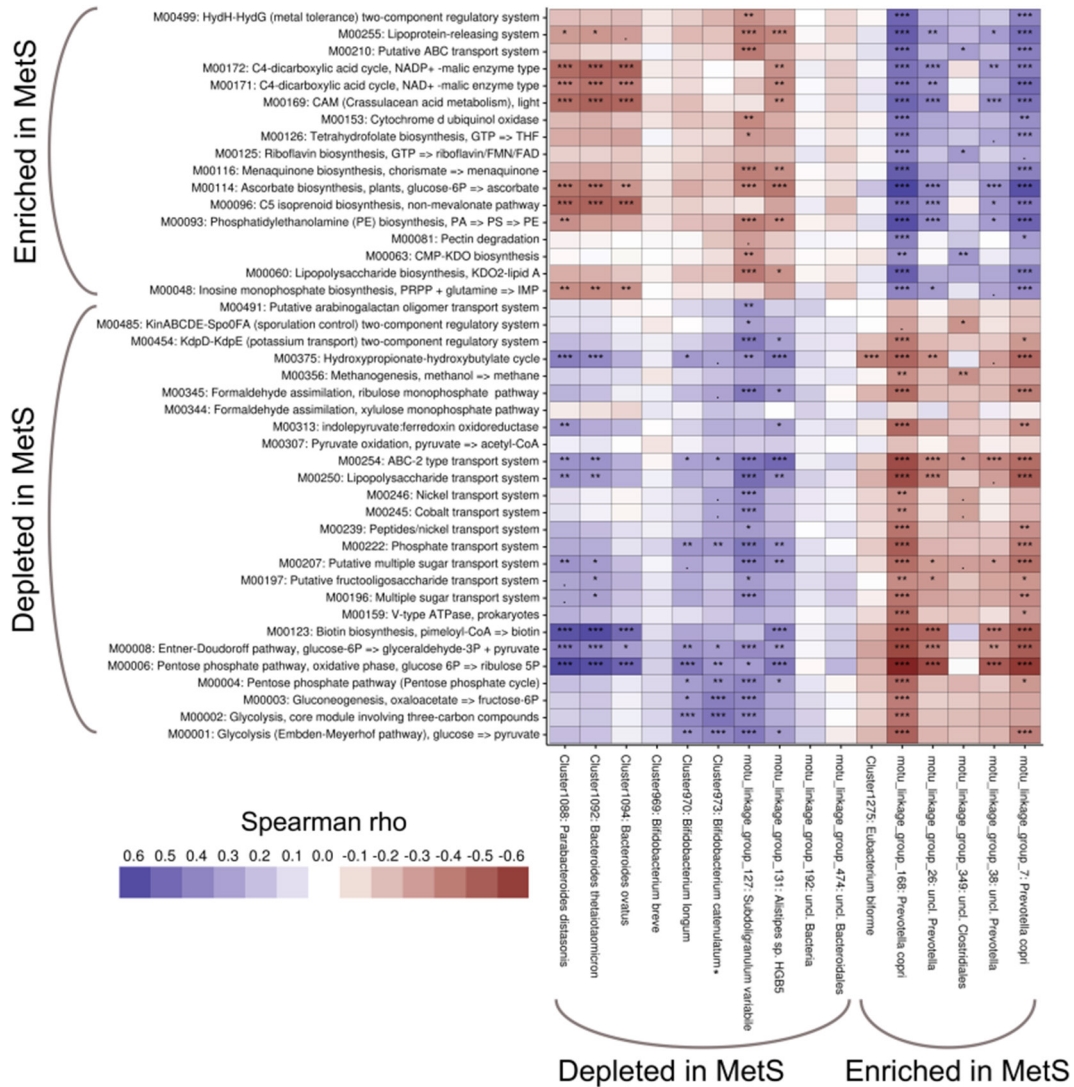 Enriched in MetS
M00499: HydH-HydG (metal tolerance) two-component regulatory system
M00255: Lipoprotein-releasing system
M00210: Putative ABC transport system
M00172: C4-dicarboxylic acid cycle, NADP+ -malic enzyme type
M00171: C4-dicarboxylic acid cycle, NAD+ -malic enzyme type
M00169: CAM (Crassulacean acid metabolism), light
M00153: Cytochrome d ubiquinol oxidase
M00126: Tetrahydrofolate biosynthesis, GTP => THF
M00125: Riboflavin biosynthesis, GTP => riboflavin/FMN/FAD
M00116: Menaquinone biosynthesis, chorismate => menaquinone
M00114: Ascorbate biosynthesis, plants, glucose-6P => ascorbate
M00096: C5 isoprenoid biosynthesis, non-mevalonate pathway
M00093: Phosphatidylethanolamine (PE) biosynthesis, PA => PS => PE
M00081: Pectin degradation
M00063: CMP-KDO biosynthesis
M00060: Lipopolysaccharide biosynthesis, KDO2-lipid A
M00048: Inosine monophosphate biosynthesis, PRPP + glutamine => IMP
Depleted in MetS
M00491: Putative arabinogalactan oligomer transport system
M00485: KinABCDE-Spo0FA (sporulation control) two-component regulatory system
M00454: KdpD-KdpE (potassium transport) two-component regulatory system
M00375: Hydroxypropionate-hydroxybutylate cycle
M00356: Methanogenesis, methanol => methane
M00345: Formaldehyde assimilation, ribulose monophosphate pathway
M00344: Formaldehyde assimilation, xylulose monophosphate pathway
M00313: indolepyruvate:ferredoxin oxidoreductase
M00307: Pyruvate oxidation, pyruvate => acetyl-CoA
M00254: ABC-2 type transport system
M00250: Lipopolysaccharide transport system
M00246: Nickel transport system
M00245: Cobalt transport system
M00239: Peptides/nickel transport system
M00222: Phosphate transport system
M00207: Putative multiple sugar transport system
M00197: Putative fructooligosaccharide transport system
M00196: Multiple sugar transport system
M00159: V-type ATPase, prokaryotes
M00123: Biotin biosynthesis, pimeloyl-CoA => biotin
M00008: Entner-Doudoroff pathway, glucose-6P => glyceraldehyde-3P + pyruvate
M00006: Pentose phosphate pathway, oxidative phase, glucose 6P => ribulose 5P
M00004: Pentose phosphate pathway (Pentose phosphate cycle)
M00003: Gluconeogenesis, oxaloacetate => fructose-6P
M00002: Glycolysis, core module involving three-carbon compounds
M00001: Glycolysis (Embden-Meyerhof pathway), glucose => pyruvate
Cluster1088: Parabacteroides distasonis
Cluster1092: Bacteroides thetaiotaomicron
Cluster1094: Bacteroides ovatus
Cluster969: Bifidobacterium breve
Cluster970: Bifidobacterium longum
Cluster973: Bifidobacterium catenulatum*
motu_linkage_group_127: Subdoligranulum variabile
motu_linkage_group_131: Alistipes sp. HGB5
motu_linkage_group_192: uncl. Bacteria
motu_linkage_group_474: uncl. Bacteroidales
Cluster1275: Eubacterium biforme
motu_linkage_group_168: Prevotella copri
motu_linkage_group_26: uncl. Prevotella
motu_linkage_group_349: uncl. Clostridiales
motu_linkage_group_38: uncl. Prevotella
motu_linkage_group_7: Prevotella copri
Spearman rho
0.6 0.5 0.4 0.3 0.2 0.1 0.0 -0.1 -0.2 -0.3 -0.4 -0.5 -0.6
Depleted in MetS
Enriched in MetS